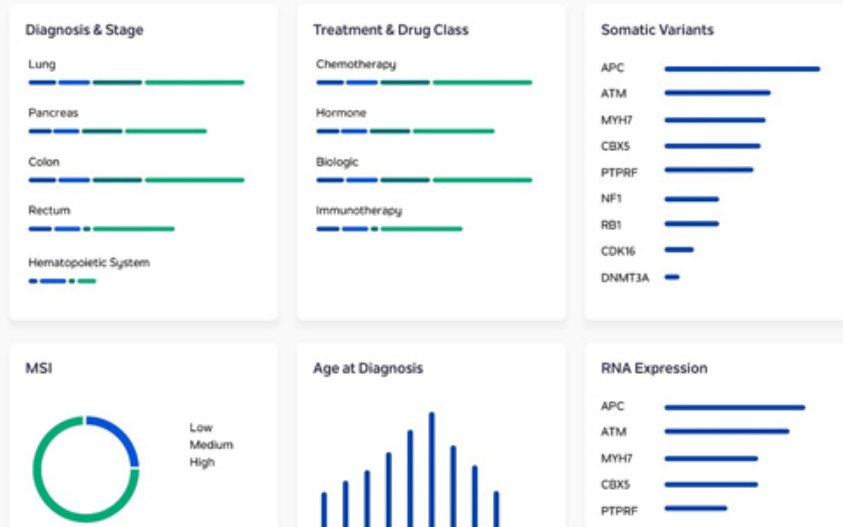 Diagnosis & Stage
Lung
Pancreas
Colon
Rectum
Hematopoietic System
Treatment & Drug Class
Chemotherapy
Hormone
Biologic
Immunotherapy
Somatic Variants
APC
ATM
MYH7
CBX5
PTPRF
NF1
RB1
CDK16
DNMT3A
MSI
Low
Medium
High
Age at Diagnosis
RNA Expression
APC
ATM
MYH7
CBX5
PTPRF